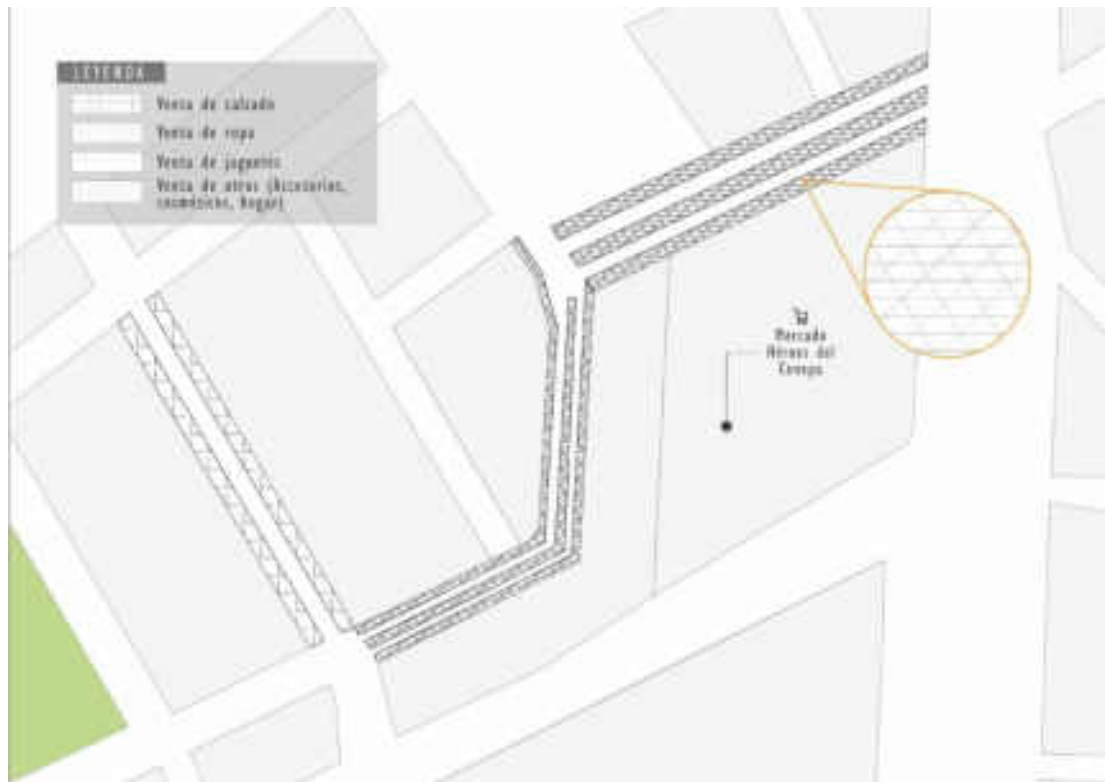 LEYENDA
Venta de calzado
Venta de ropa
Venta de juguetes
Venta de otros (Accesorios,
cosméticos, hogar)
Mercado
Héroes del
Cenepa